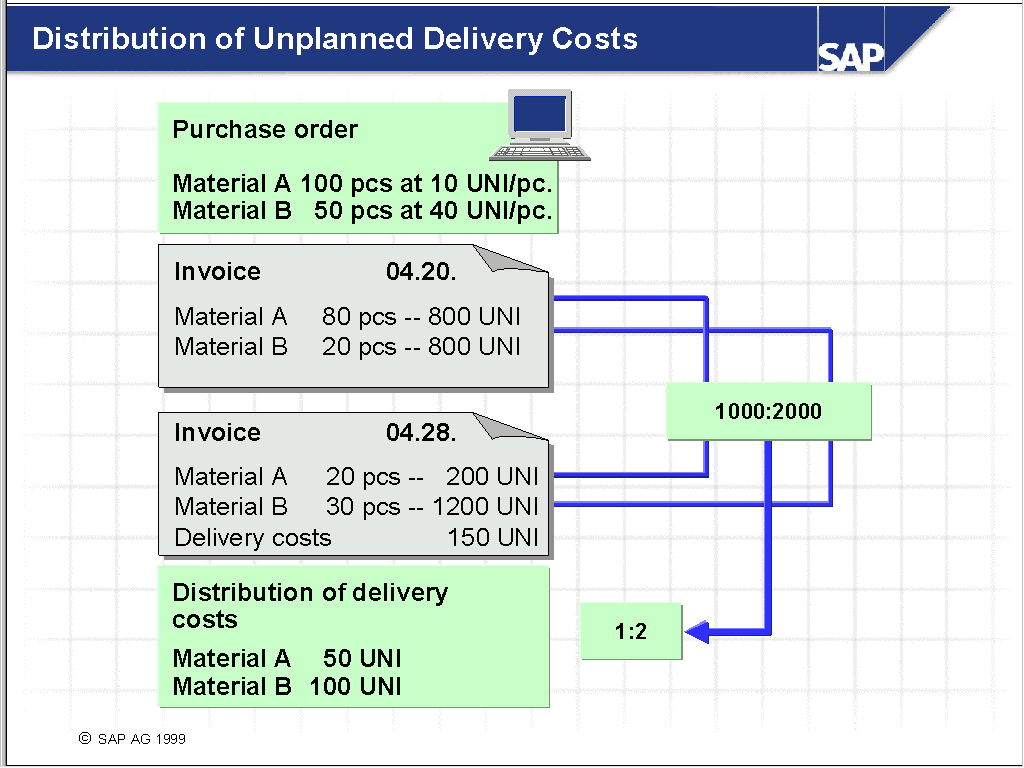 Distribution of Unplanned Delivery Costs
SAP
Purchase order
Material A 100 pcs at 10 UNI/pc.
Material B 50 pcs at 40 UNI/pc.
Invoice 04.20.
Material A 80 pcs -- 800 UNI
Material B 20 pcs -- 800 UNI
1000:2000
Invoice 04.28.
Material A 20 pcs -- 200 UNI
Material B 30 pcs -- 1200 UNI
Delivery costs 150 UNI
Distribution of delivery
costs
Material A 50 UNI
Material B 100 UNI
1:2
© SAP AG 1999